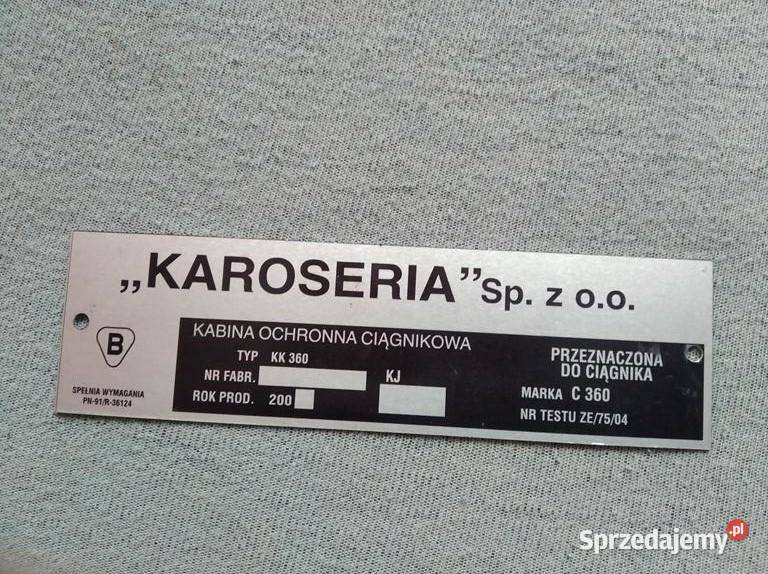 „KAROSERIA” Sp. z o.o.
B
SPEŁNIA WYMAGANIA
PN-91/R-36124
KABINA OCHRONNA CIĄGNIKOWA
TYP KK 360
NR FABR. KJ
ROK PROD. 200
PRZEZNACZONA
DO CIĄGNIKA
MARKA C 360
NR TESTU ZE/75/04
Sprzedajemy.pl